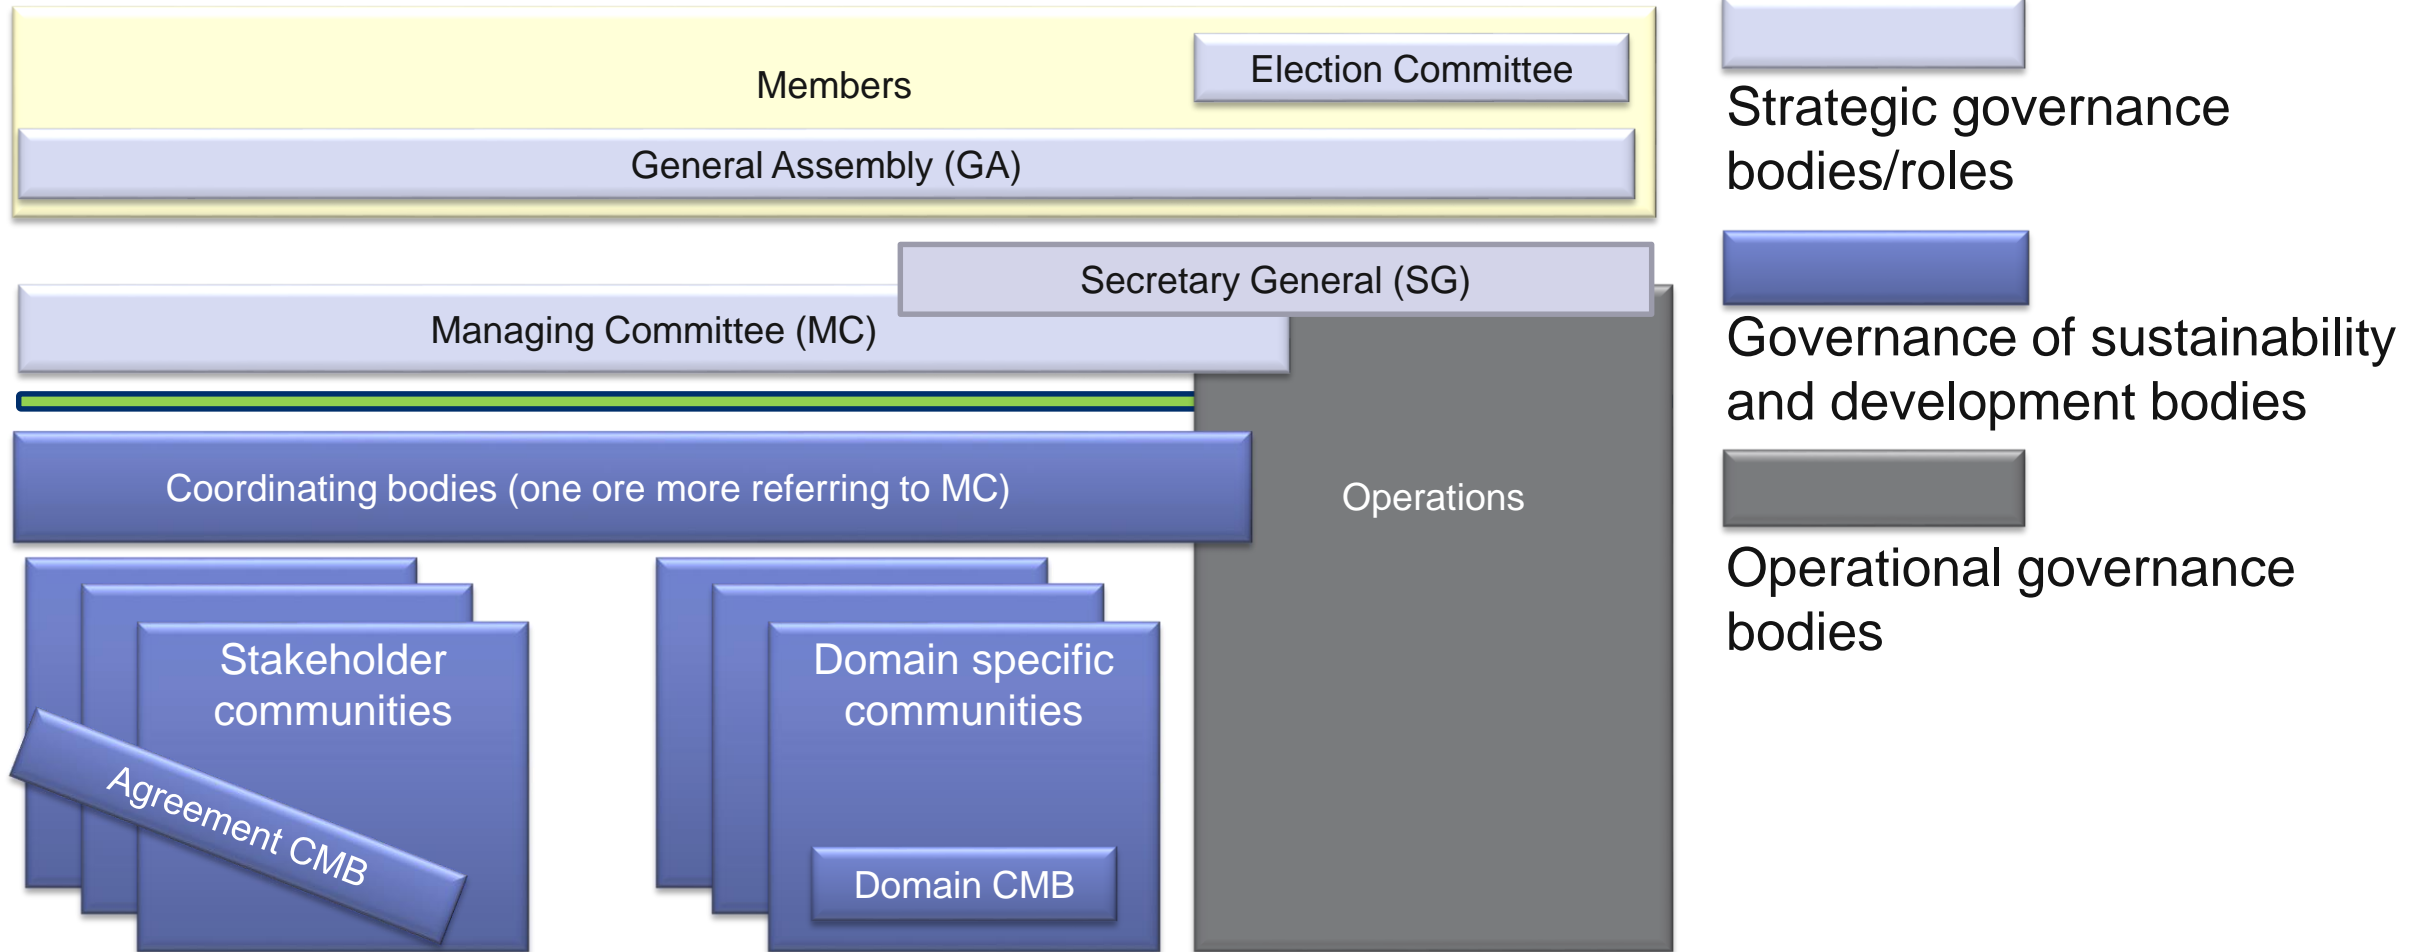 Members
Election Committee
General Assembly (GA)
Secretary General (SG)
Managing Committee (MC)
Coordinating bodies (one ore more referring to MC)
Operations
Stakeholder
communities
Agreement CMB
Domain specific
communities
Domain CMB
Strategic governance
bodies/roles
Governance of sustainability
and development bodies
Operational governance
bodies